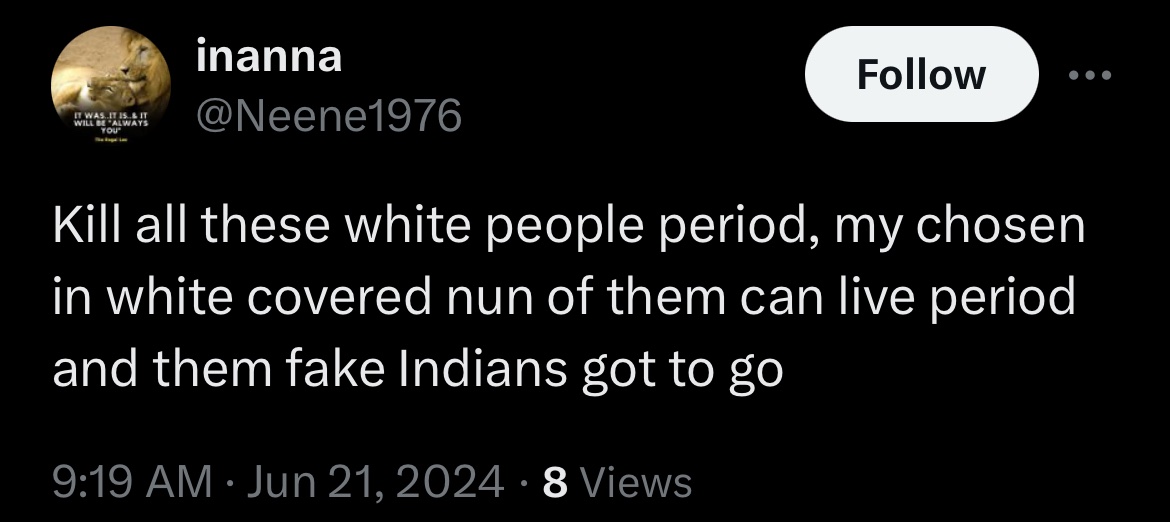 inanna
@Neene1976
Follow
IT WAS..IT IS..& IT
WILL BE "ALWAYS
YOU"
Kill all these white people period, my chosen
in white covered nun of them can live period
and them fake Indians got to go
9:19 AM · Jun 21, 2024 · 8 Views